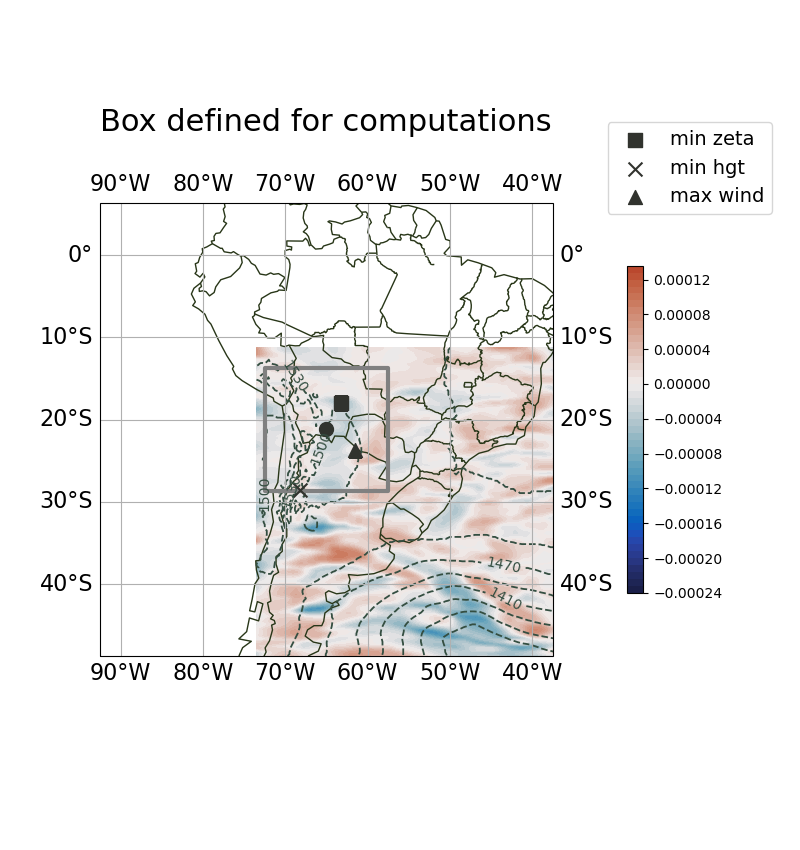 Box defined for computations
min zeta
min hgt
max wind
90°W 80°W 70°W 60°W 50°W 40°W
0° 0°
10°S 10°S
20°S 20°S
30°S 30°S
40°S 40°S
1500
1470
1410
90°W 80°W 70°W 60°W 50°W 40°W
0.00012
0.00008
0.00004
0.00000
−0.00004
−0.00008
−0.00012
−0.00016
−0.00020
−0.00024